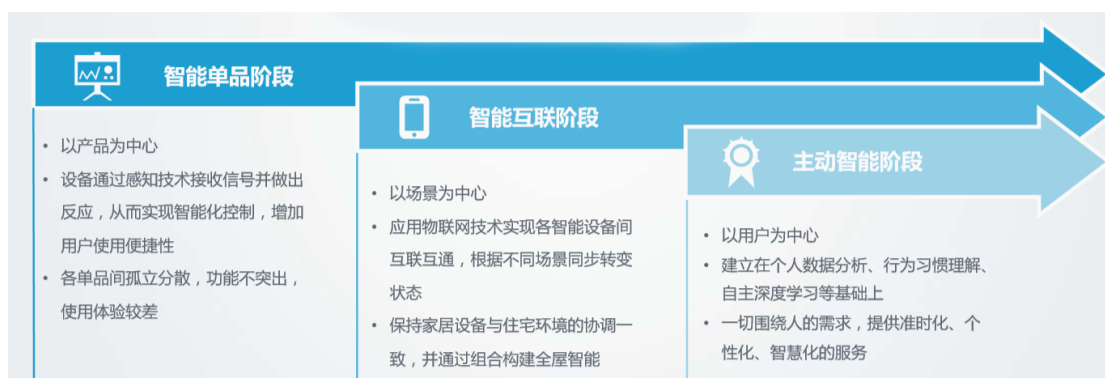 智能单品阶段
• 以产品为中心
• 设备通过感知技术接收信号并做出
反应，从而实现智能化控制，增加
用户使用便捷性
• 各单品间孤立分散，功能不突出，
使用体验较差
智能互联阶段
• 以场景为中心
• 应用物联网技术实现各智能设备间
互联互通，根据不同场景同步转变
状态
• 保持家居设备与住宅环境的协调一
致，并通过组合构建全屋智能
主动智能阶段
• 以用户为中心
• 建立在个人数据分析、行为习惯理解、
自主深度学习等基础上
• 一切围绕人的需求，提供准时化、个
性化、智慧化的服务